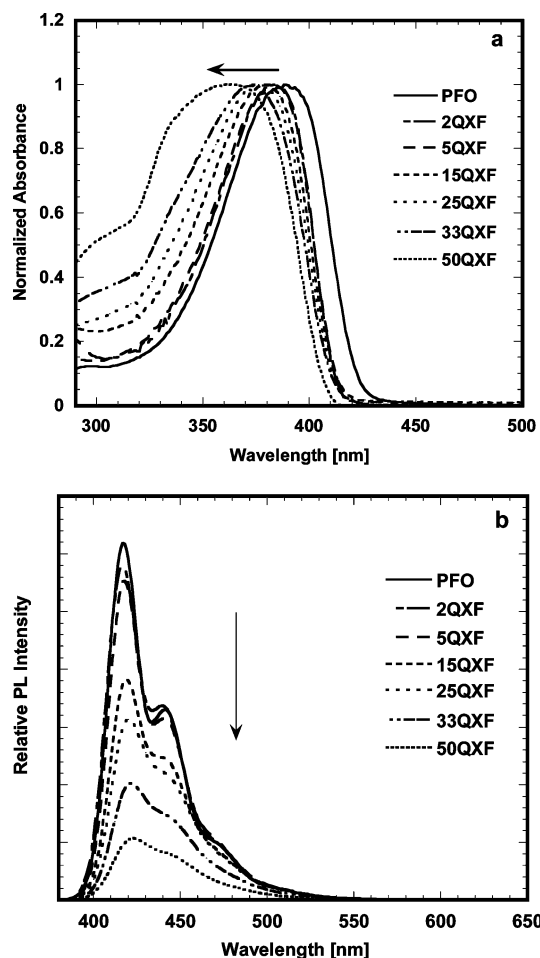 1.2
1
0.8
0.6
0.4
0.2
0
Normalized Absorbance
a
PFO
2QXF
5QXF
15QXF
25QXF
33QXF
50QXF
300 350 400 450 500
Wavelength [nm]
b
Relative PL Intensity
PFO
2QXF
5QXF
15QXF
25QXF
33QXF
50QXF
400 450 500 550 600 650
Wavelength [nm]